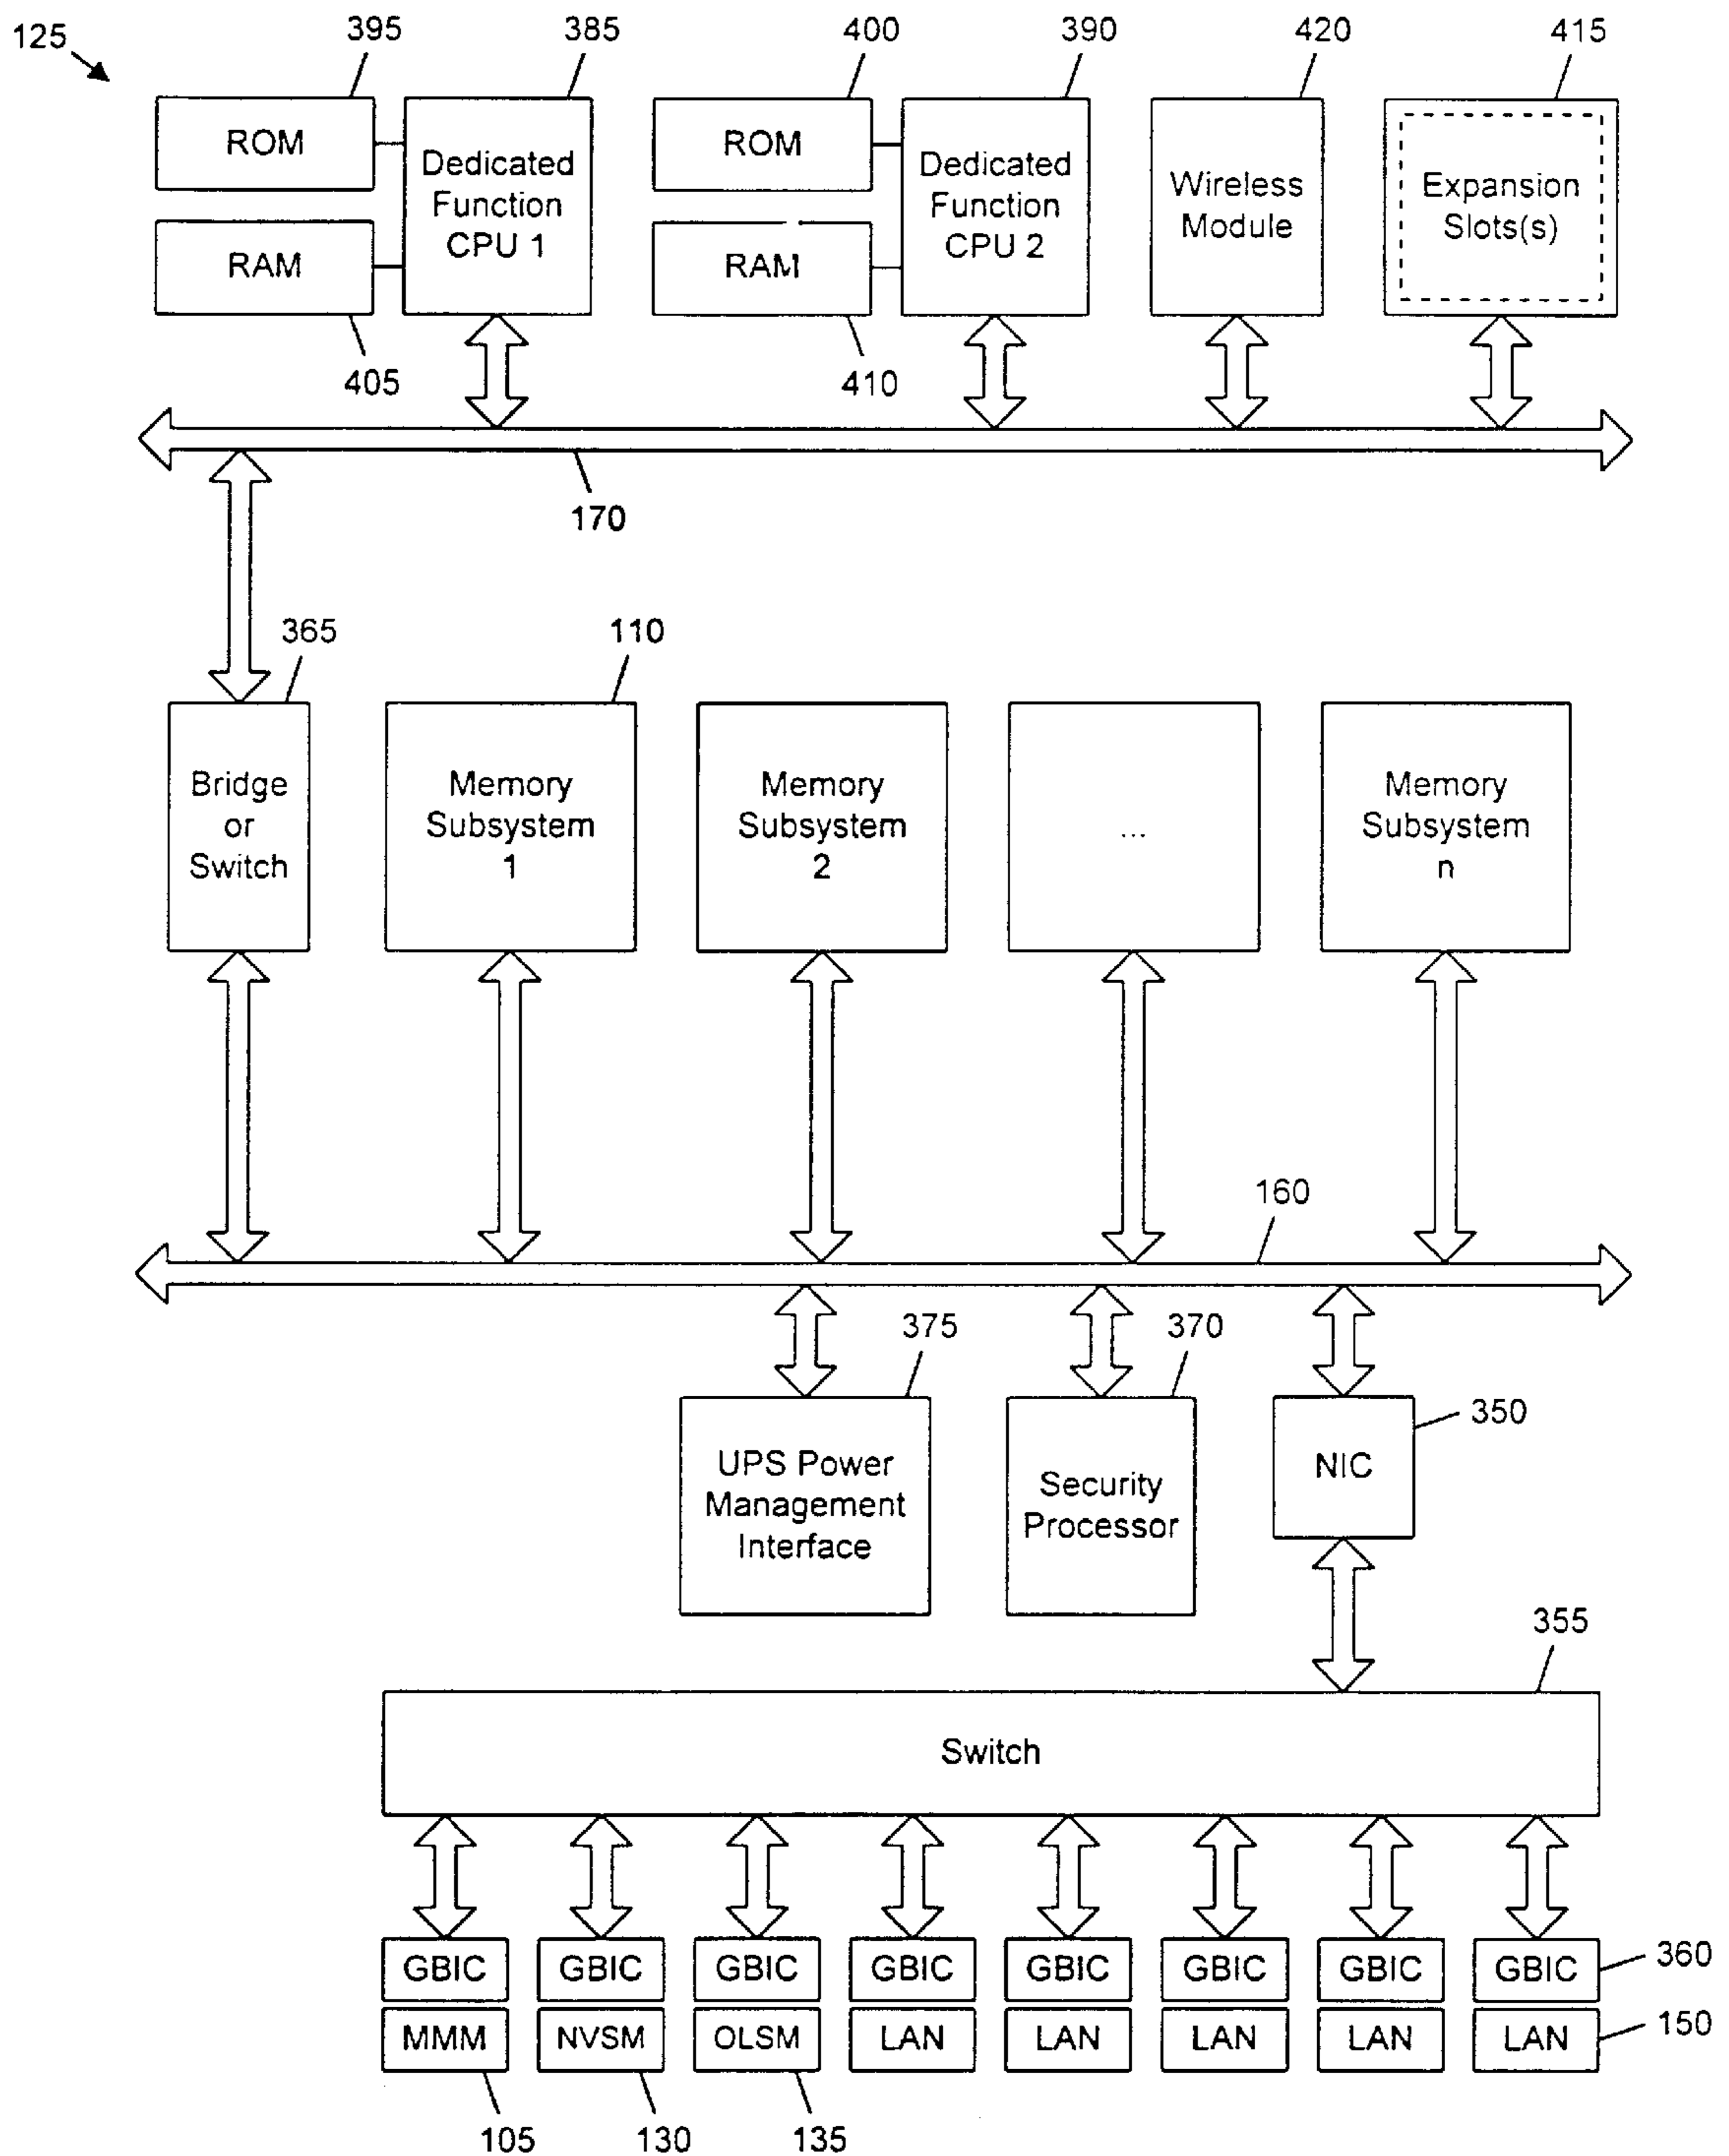 125
395
385
400
390
420
415
ROM
Dedicated
Function
CPU 1
RAM
ROM
Dedicated
Function
CPU 2
RAM
Wireless
Module
Expansion
Slots(s)
405
410
170
365
110
Bridge
or
Switch
Memory
Subsystem
1
Memory
Subsystem
2
...
Memory
Subsystem
n
160
375
370
350
UPS Power
Management
Interface
Security
Processor
NIC
355
Switch
GBIC
GBIC
GBIC
GBIC
GBIC
GBIC
GBIC
GBIC
360
MMM
NVSM
OLSM
LAN
LAN
LAN
LAN
LAN
150
105
130
135